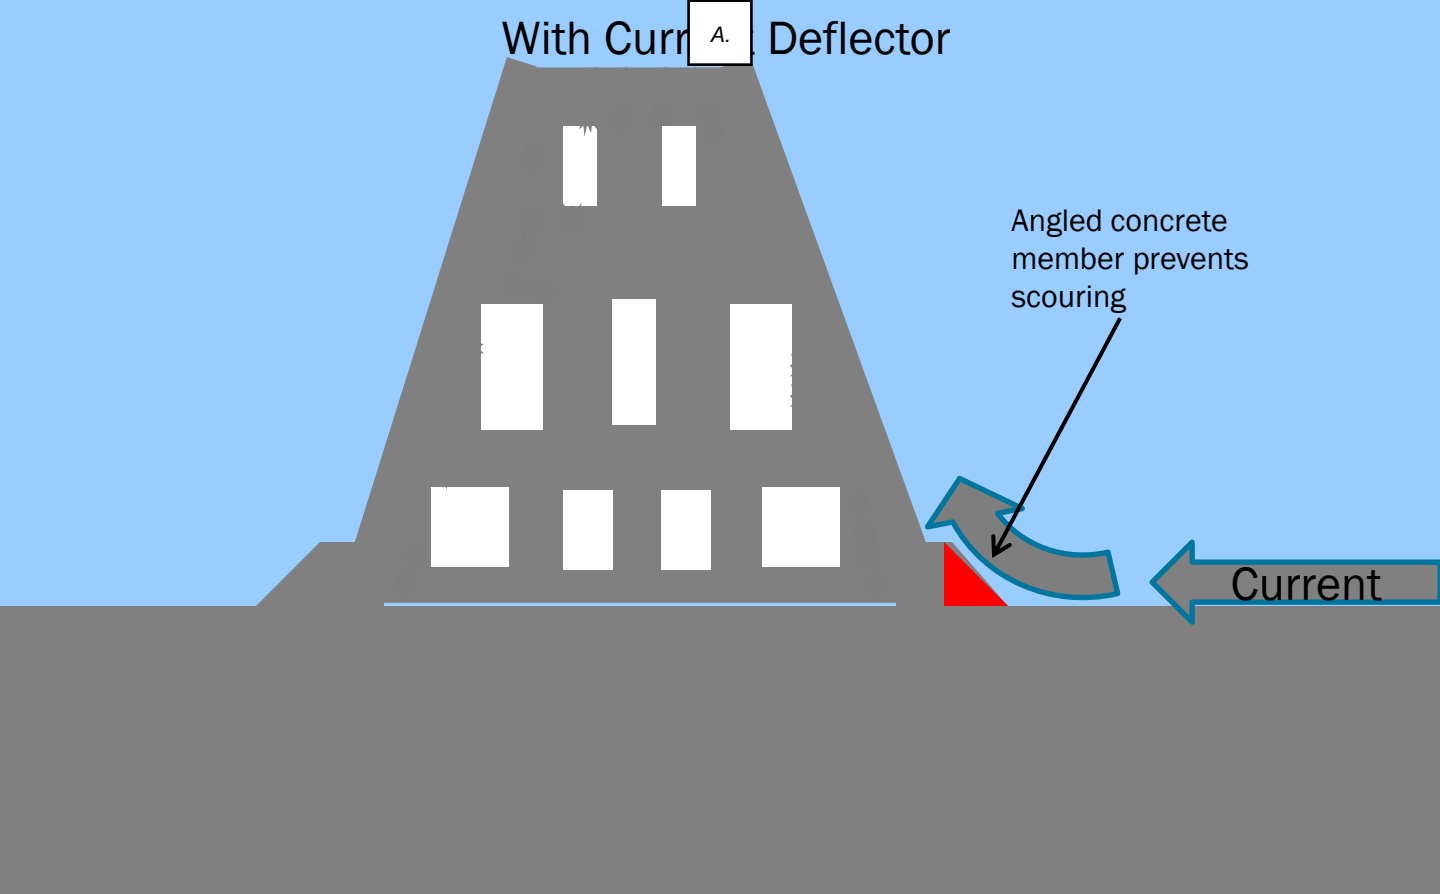 With Curr A. Deflector
Angled concrete
member prevents
scouring
Current